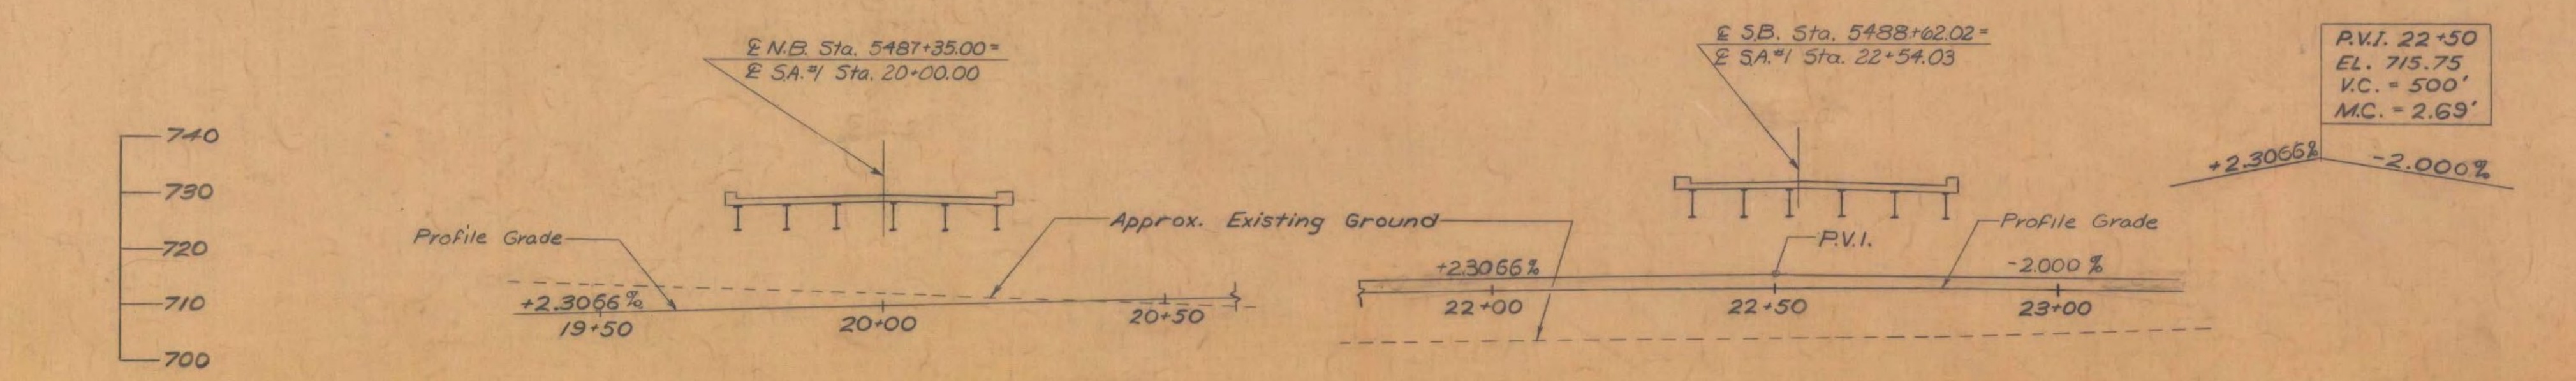 ℄ N.B. Sta. 5487+35.00=
℄ S.A.#1 Sta. 20+00.00
℄ S.B. Sta. 5488+62.02=
℄ S.A.#1 Sta. 22+54.03
P.V.I. 22+50
EL. 715.75
V.C. = 500'
M.C. = 2.69'
+2.3066% -2.000%
740
730
720
710
700
Profile Grade
Approx. Existing Ground
P.V.I.
Profile Grade
+2.3066%
+2.3066%
-2.000%
19+50
20+00
20+50
22+00
22+50
23+00